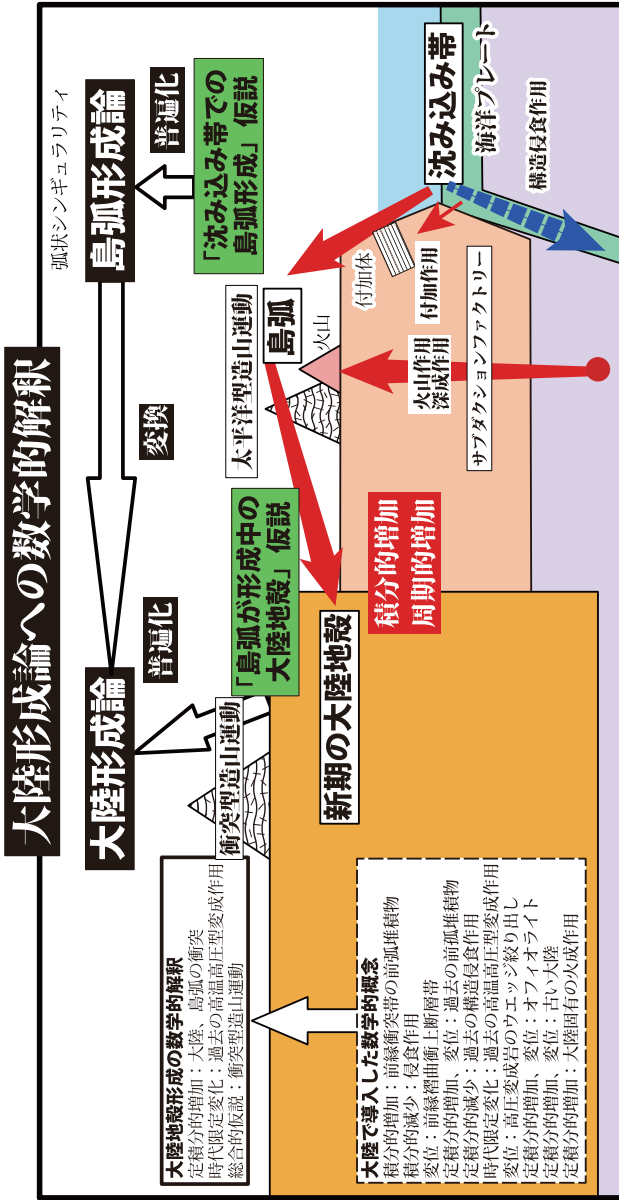 大陸形成論への数学的解釈
大陸形成論
変換
島弧形成論
弧状シンギュラリティ
普遍化
普遍化
「島弧が形成中の
大陸地殻」仮説
「沈み込み帯での
島弧形成」仮説
大陸地殻形成の数学的解釈
定積分的増加：大陸、島弧の衝突
時代限定変化：過去の高温高圧型変成作用
総合的仮説：衝突型造山運動
衝突型造山運動
太平洋型造山運動
島弧
火山
付加体
付加作用
沈み込み帯
海洋プレート
構造侵食作用
新期の大陸地殻
積分的増加
周期的増加
火山作用
深成作用
サブダクションファクトリー
大陸で導入した数学的概念
積分的増加：前縁衝突帯の前弧堆積物
積分的減少：侵食作用
変位：前縁褶曲衝上断層帯
定積分的増加、変位：過去の前弧堆積物
定積分的減少：過去の構造侵食作用
時代限定変化：過去の高温高圧型変成作用
変位：高圧変成岩のウエッジ絞り出し
定積分的増加、変位：オフィオライト
定積分的増加、変位：古い大陸
定積分的増加：大陸固有の火成作用